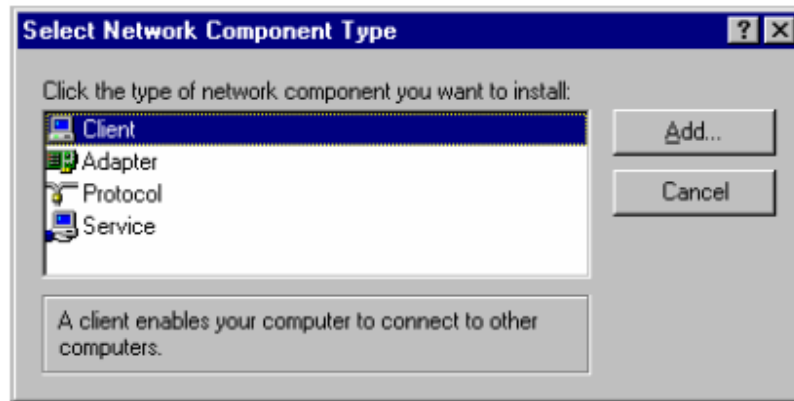 Select Network Component Type
Click the type of network component you want to install:
Client
Adapter
Protocol
Service
Add...
Cancel
A client enables your computer to connect to other
computers.